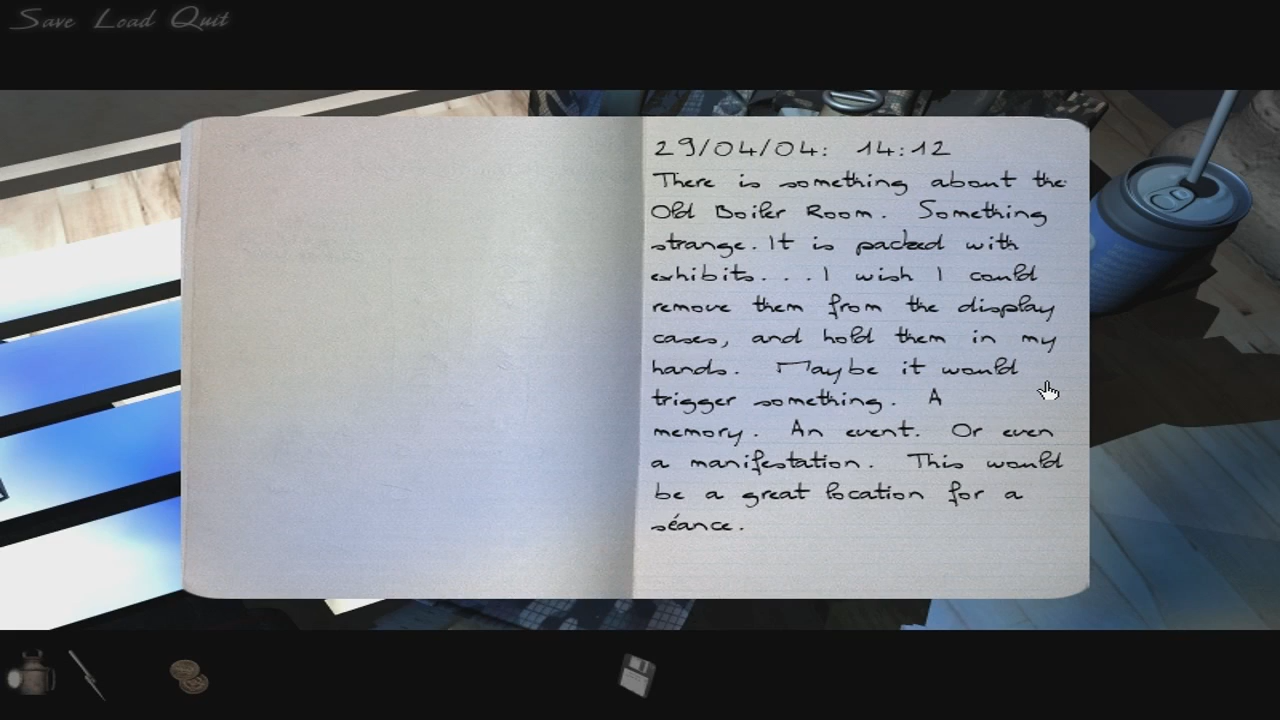 Save Load Quit
29/04/04: 14:12
There is something about the
Old Boiler Room. Something
strange. It is packed with
exhibits. . . I wish I could
remove them from the display
cases, and hold them in my
hands. Maybe it would
trigger something. A
memory. An event. Or even
a manifestation. This would
be a great location for a
séance.